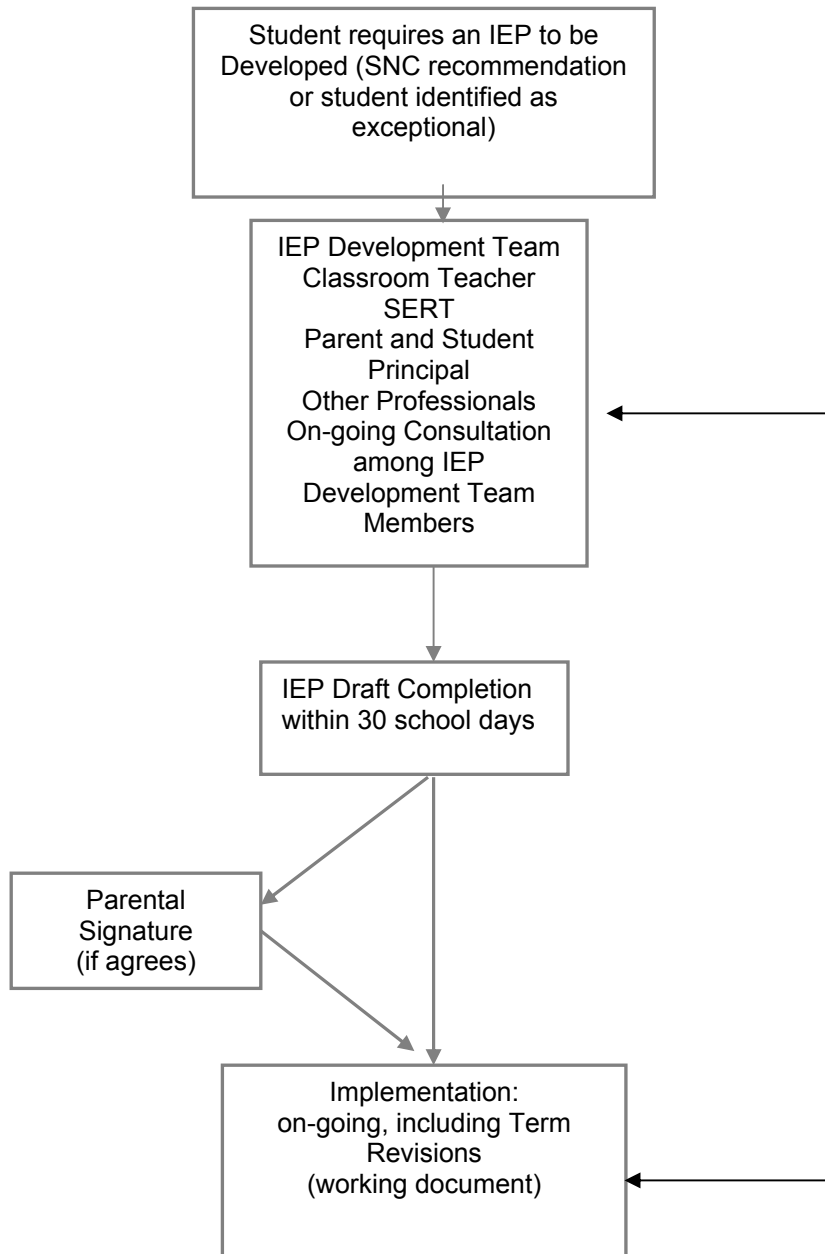 Student requires an IEP to be
Developed (SNC recommendation
or student identified as
exceptional)
IEP Development Team
Classroom Teacher
SERT
Parent and Student
Principal
Other Professionals
On-going Consultation
among IEP
Development Team
Members
IEP Draft Completion
within 30 school days
Parental
Signature
(if agrees)
Implementation:
on-going, including Term
Revisions
(working document)